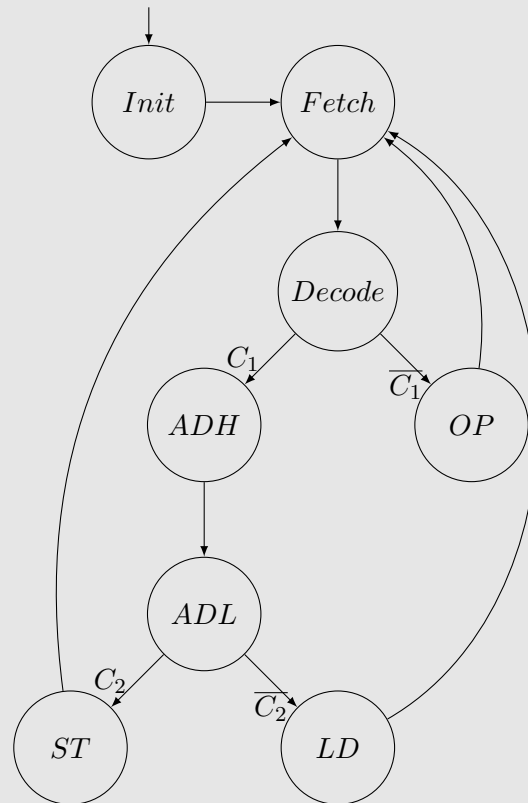 Init
Fetch
Decode
C₁
C̅₁̅
ADH
OP
ADL
C₂
C̅₂̅
ST
LD